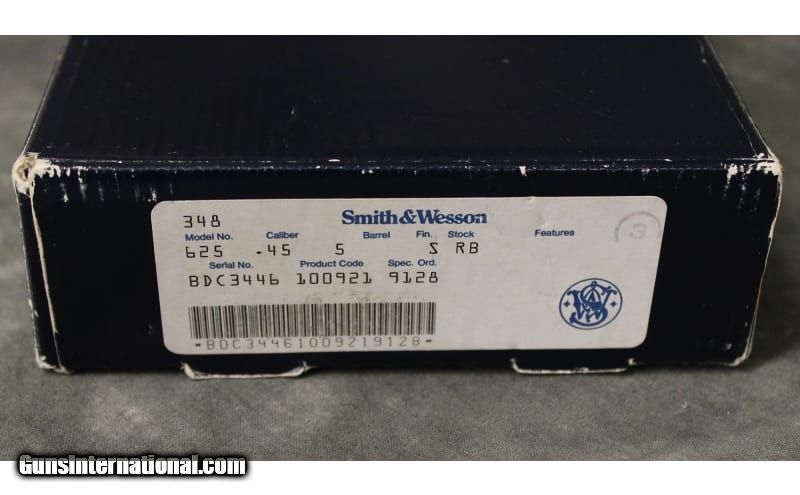 348 Smith & Wesson
Model No. Caliber Barrel Fin. Stock Features
625 .45 5 S RB 3
Serial No. Product Code Spec. Ord.
BDC3446 100921 9128
*BDC34461009219128*
SW
GunsInternational.com